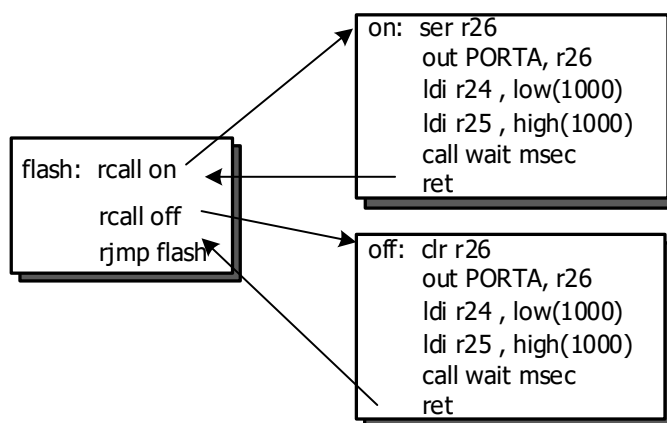 flash: rcall on
rcall off
rjmp flash
on: ser r26
out PORTA, r26
ldi r24 , low(1000)
ldi r25 , high(1000)
call wait msec
ret
off: clr r26
out PORTA, r26
ldi r24 , low(1000)
ldi r25 , high(1000)
call wait msec
ret